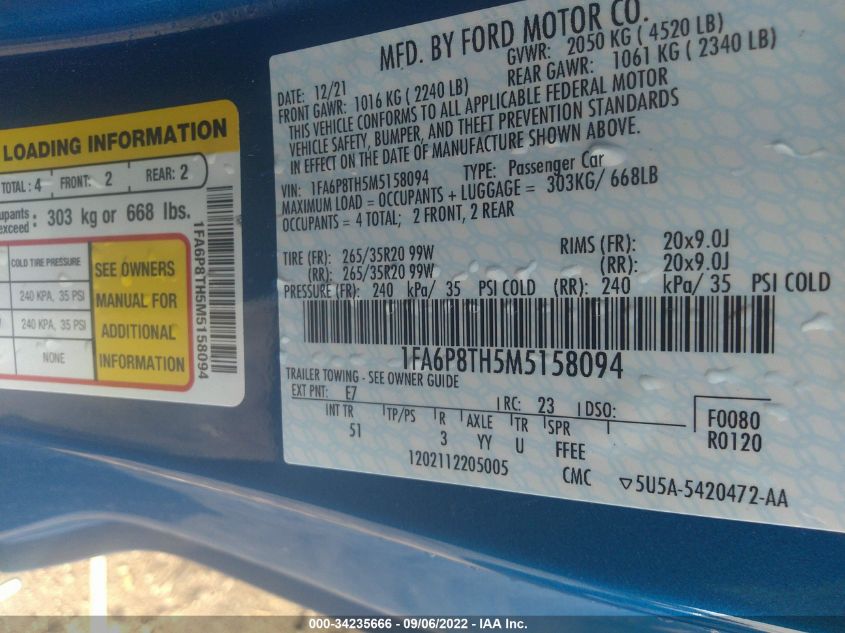 LOADING INFORMATION
TOTAL: 4 FRONT: 2 REAR: 2
303 kg or 668 lbs.
COLD TIRE PRESSURE
240 KPA, 35 PSI
240 KPA, 35 PSI
NONE
SEE OWNERS
MANUAL FOR
ADDITIONAL
INFORMATION
1FA6P8TH5M5158094
MFD. BY FORD MOTOR CO.
DATE: 12/21 GVWR: 2050 KG ( 4520 LB)
FRONT GAWR: 1016 KG ( 2240 LB) REAR GAWR: 1061 KG ( 2340 LB)
THIS VEHICLE CONFORMS TO ALL APPLICABLE FEDERAL MOTOR
VEHICLE SAFETY, BUMPER, AND THEFT PREVENTION STANDARDS
IN EFFECT ON THE DATE OF MANUFACTURE SHOWN ABOVE.
VIN: 1FA6P8TH5M5158094 TYPE: Passenger Car
MAXIMUM LOAD = OCCUPANTS + LUGGAGE = 303KG/ 668LB
OCCUPANTS = 4 TOTAL; 2 FRONT, 2 REAR
TIRE (FR): 265/35R20 99W RIMS (FR): 20x9.0J
(RR): 265/35R20 99W (RR): 20x9.0J
PRESSURE (FR): 240 kPa/ 35 PSI COLD (RR): 240 kPa/ 35 PSI COLD
1FA6P8TH5M5158094
TRAILER TOWING - SEE OWNER GUIDE
EXT PNT: E7 RC: 23 DSO:
INT TR TP/PS R AXLE TR SPR
51 3 YY U FFEE
F0080
R0120
1202112205005 CMC 5U5A-5420472-AA
000-34235666 - 09/06/2022 - IAA Inc.